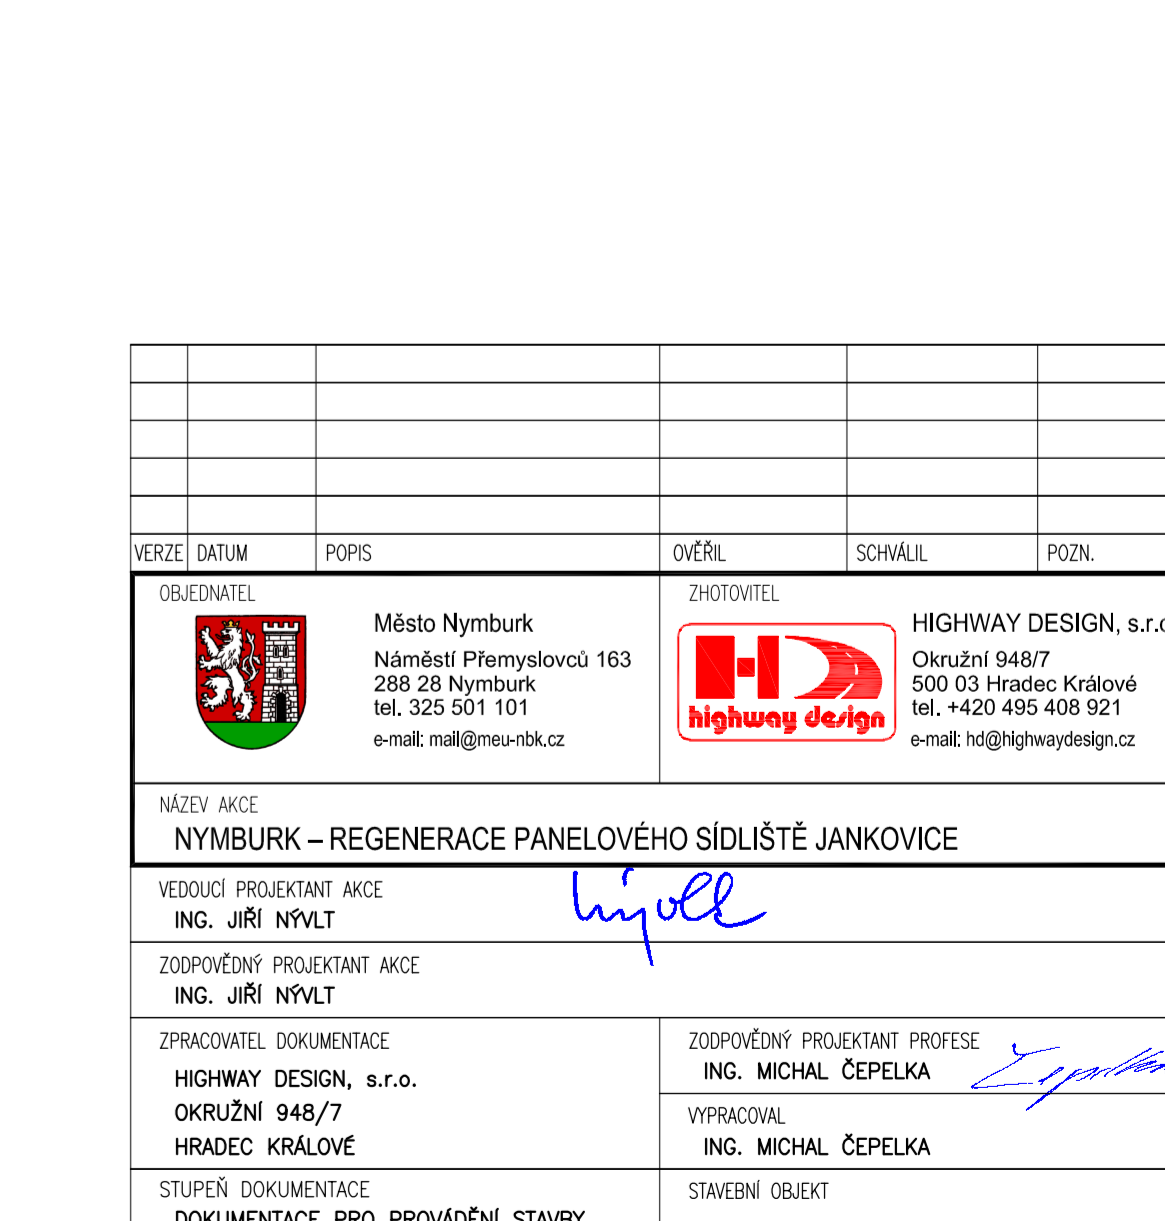 VERZE DATUM POPIS OVĚŘIL SCHVÁLIL POZN.
OBJEDNATEL
Město Nymburk
Náměstí Přemyslovců 163
288 28 Nymburk
tel. 325 501 101
e-mail: mail@meu-nbk.cz
ZHOTOVITEL
highway design
HIGHWAY DESIGN, s.r.o
Okružní 948/7
500 03 Hradec Králové
tel. +420 495 408 921
e-mail: hd@highwaydesign.cz
NÁZEV AKCE
NYMBURK – REGENERACE PANELOVÉHO SÍDLIŠTĚ JANKOVICE
VEDOUCÍ PROJEKTANT AKCE
ING. JIŘÍ NÝVLT
ZODPOVĚDNÝ PROJEKTANT AKCE
ING. JIŘÍ NÝVLT
ZPRACOVATEL DOKUMENTACE
HIGHWAY DESIGN, s.r.o.
OKRUŽNÍ 948/7
HRADEC KRÁLOVÉ
ZODPOVĚDNÝ PROJEKTANT PROFESE
ING. MICHAL ČEPELKA
VYPRACOVAL
ING. MICHAL ČEPELKA
STUPEŇ DOKUMENTACE
DOKUMENTACE PRO PROVÁDĚNÍ STAVBY
STAVEBNÍ OBJEKT